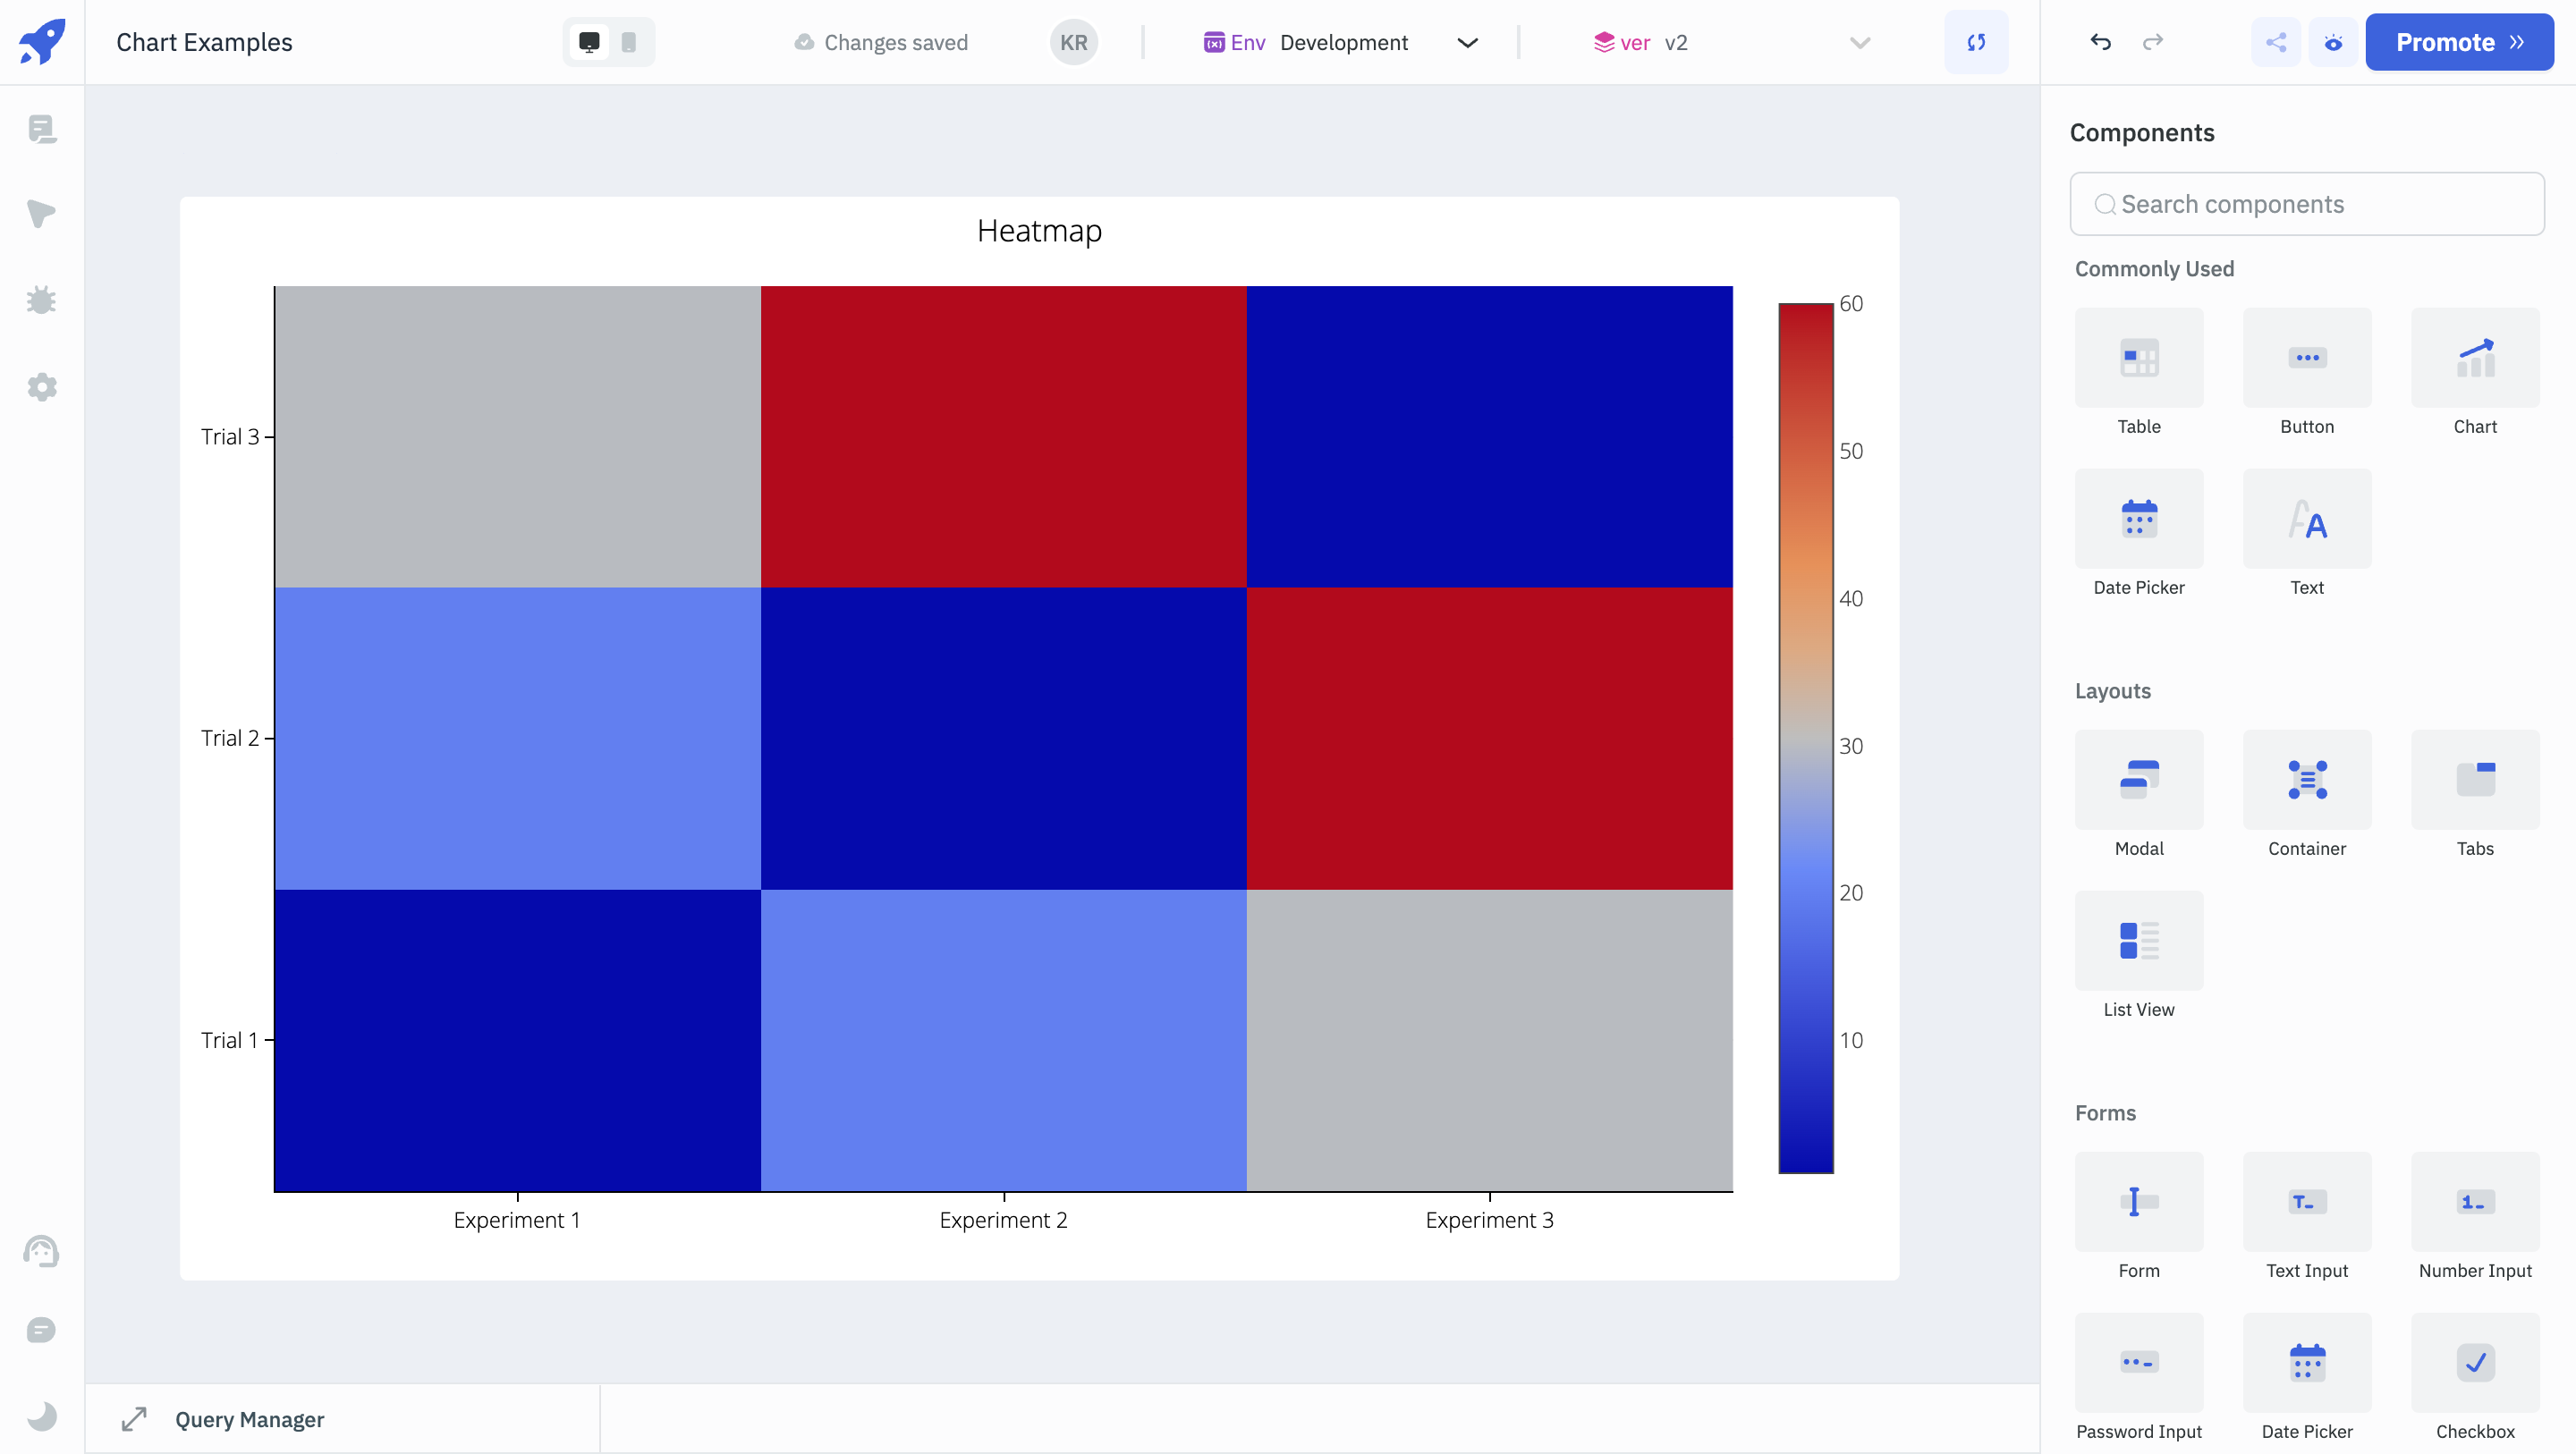 Chart Examples
Changes saved
KR
Env Development
ver v2
Promote
Heatmap
Trial 3
Trial 2
Trial 1
Experiment 1
Experiment 2
Experiment 3
60
50
40
30
20
10
Query Manager
Components
Search components
Commonly Used
Table
Button
Chart
Date Picker
Text
Layouts
Modal
Container
Tabs
List View
Forms
Form
Text Input
Number Input
Password Input
Date Picker
Checkbox